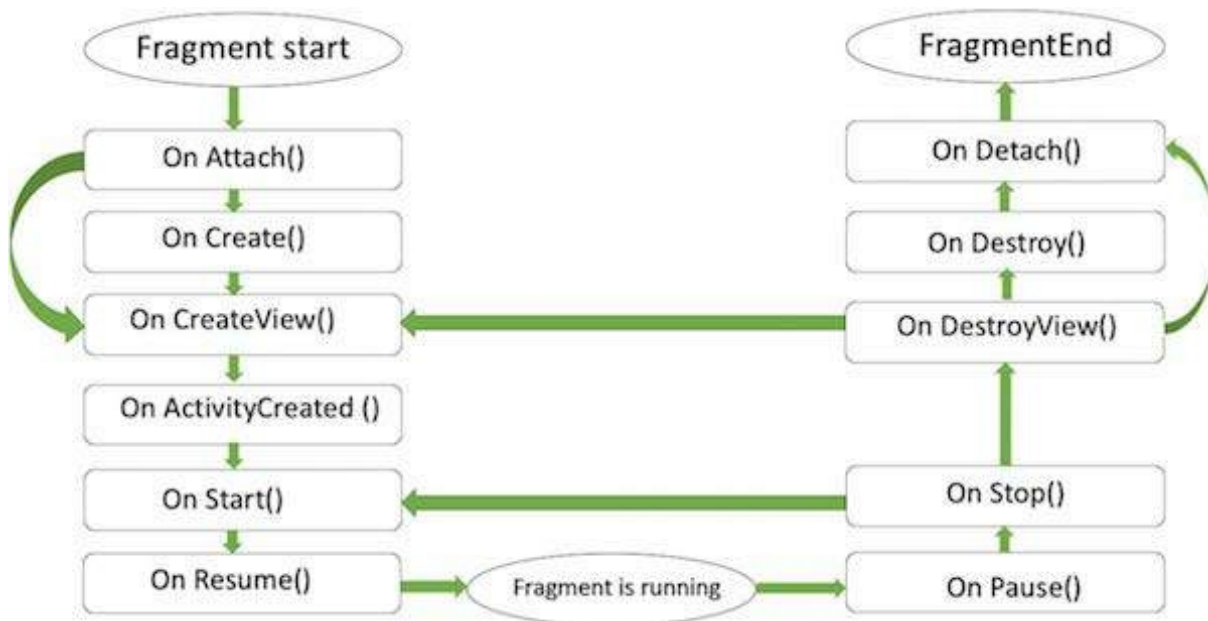 Fragment start
On Attach()
On Create()
On CreateView()
On ActivityCreated ()
On Start()
On Resume()
Fragment is running
FragmentEnd
On Detach()
On Destroy()
On DestroyView()
On Stop()
On Pause()